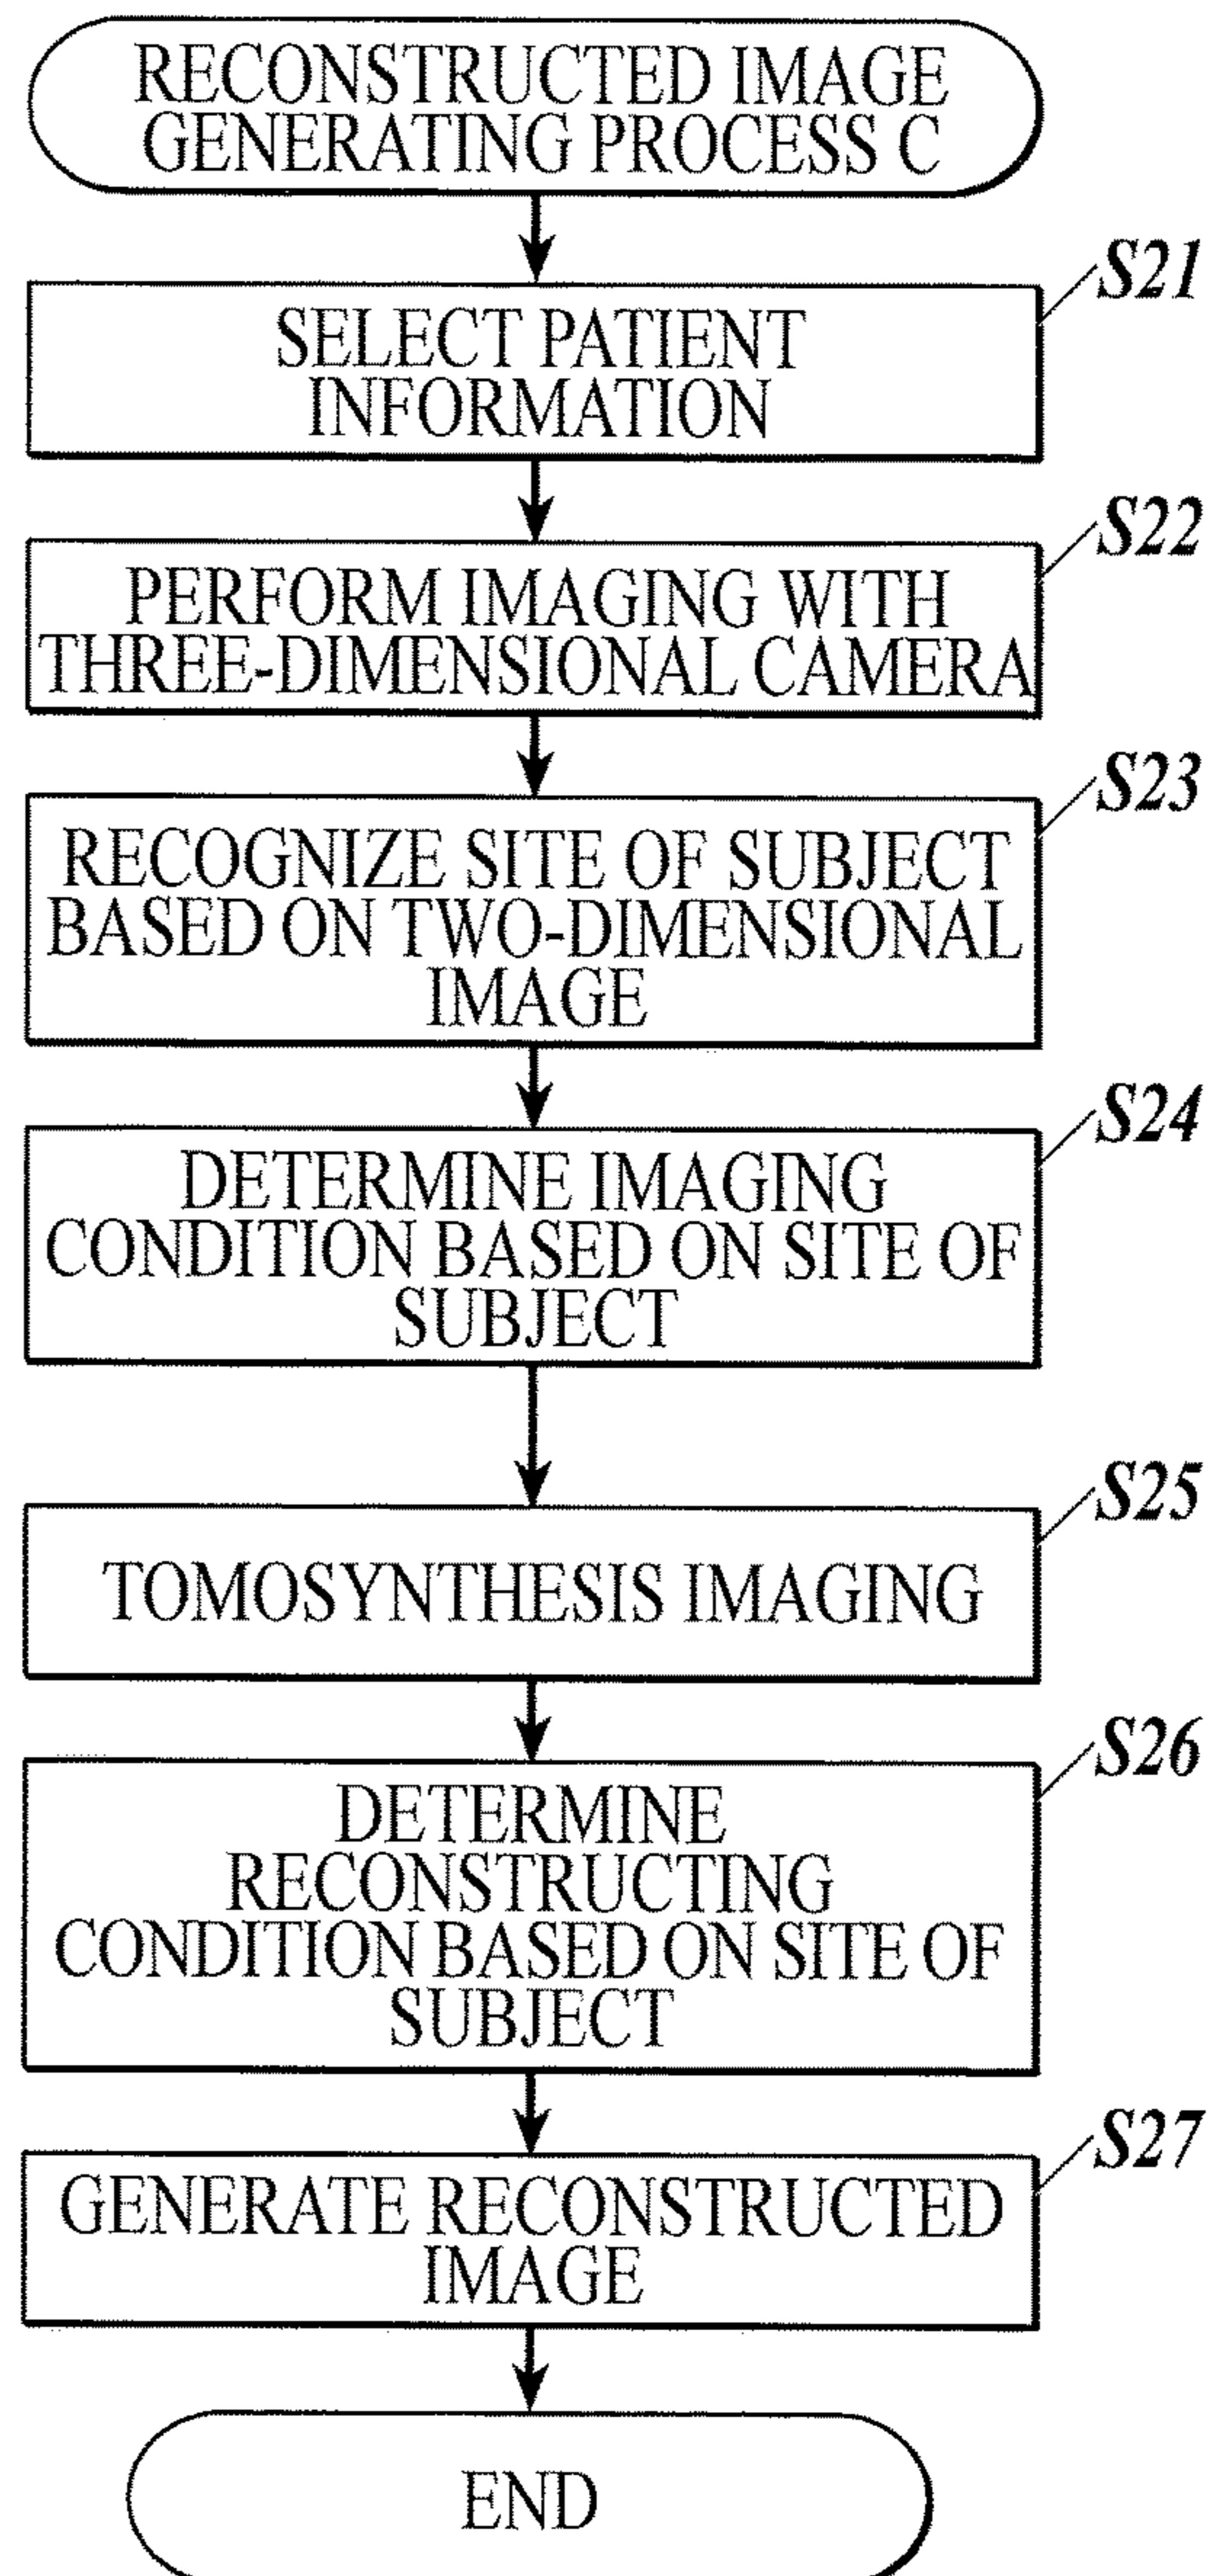 RECONSTRUCTED IMAGE
GENERATING PROCESS C
S21
SELECT PATIENT
INFORMATION
S22
PERFORM IMAGING WITH
THREE-DIMENSIONAL CAMERA
S23
RECOGNIZE SITE OF SUBJECT
BASED ON TWO-DIMENSIONAL
IMAGE
S24
DETERMINE IMAGING
CONDITION BASED ON SITE OF
SUBJECT
S25
TOMOSYNTHESIS IMAGING
S26
DETERMINE
RECONSTRUCTING
CONDITION BASED ON SITE OF
SUBJECT
S27
GENERATE RECONSTRUCTED
IMAGE
END